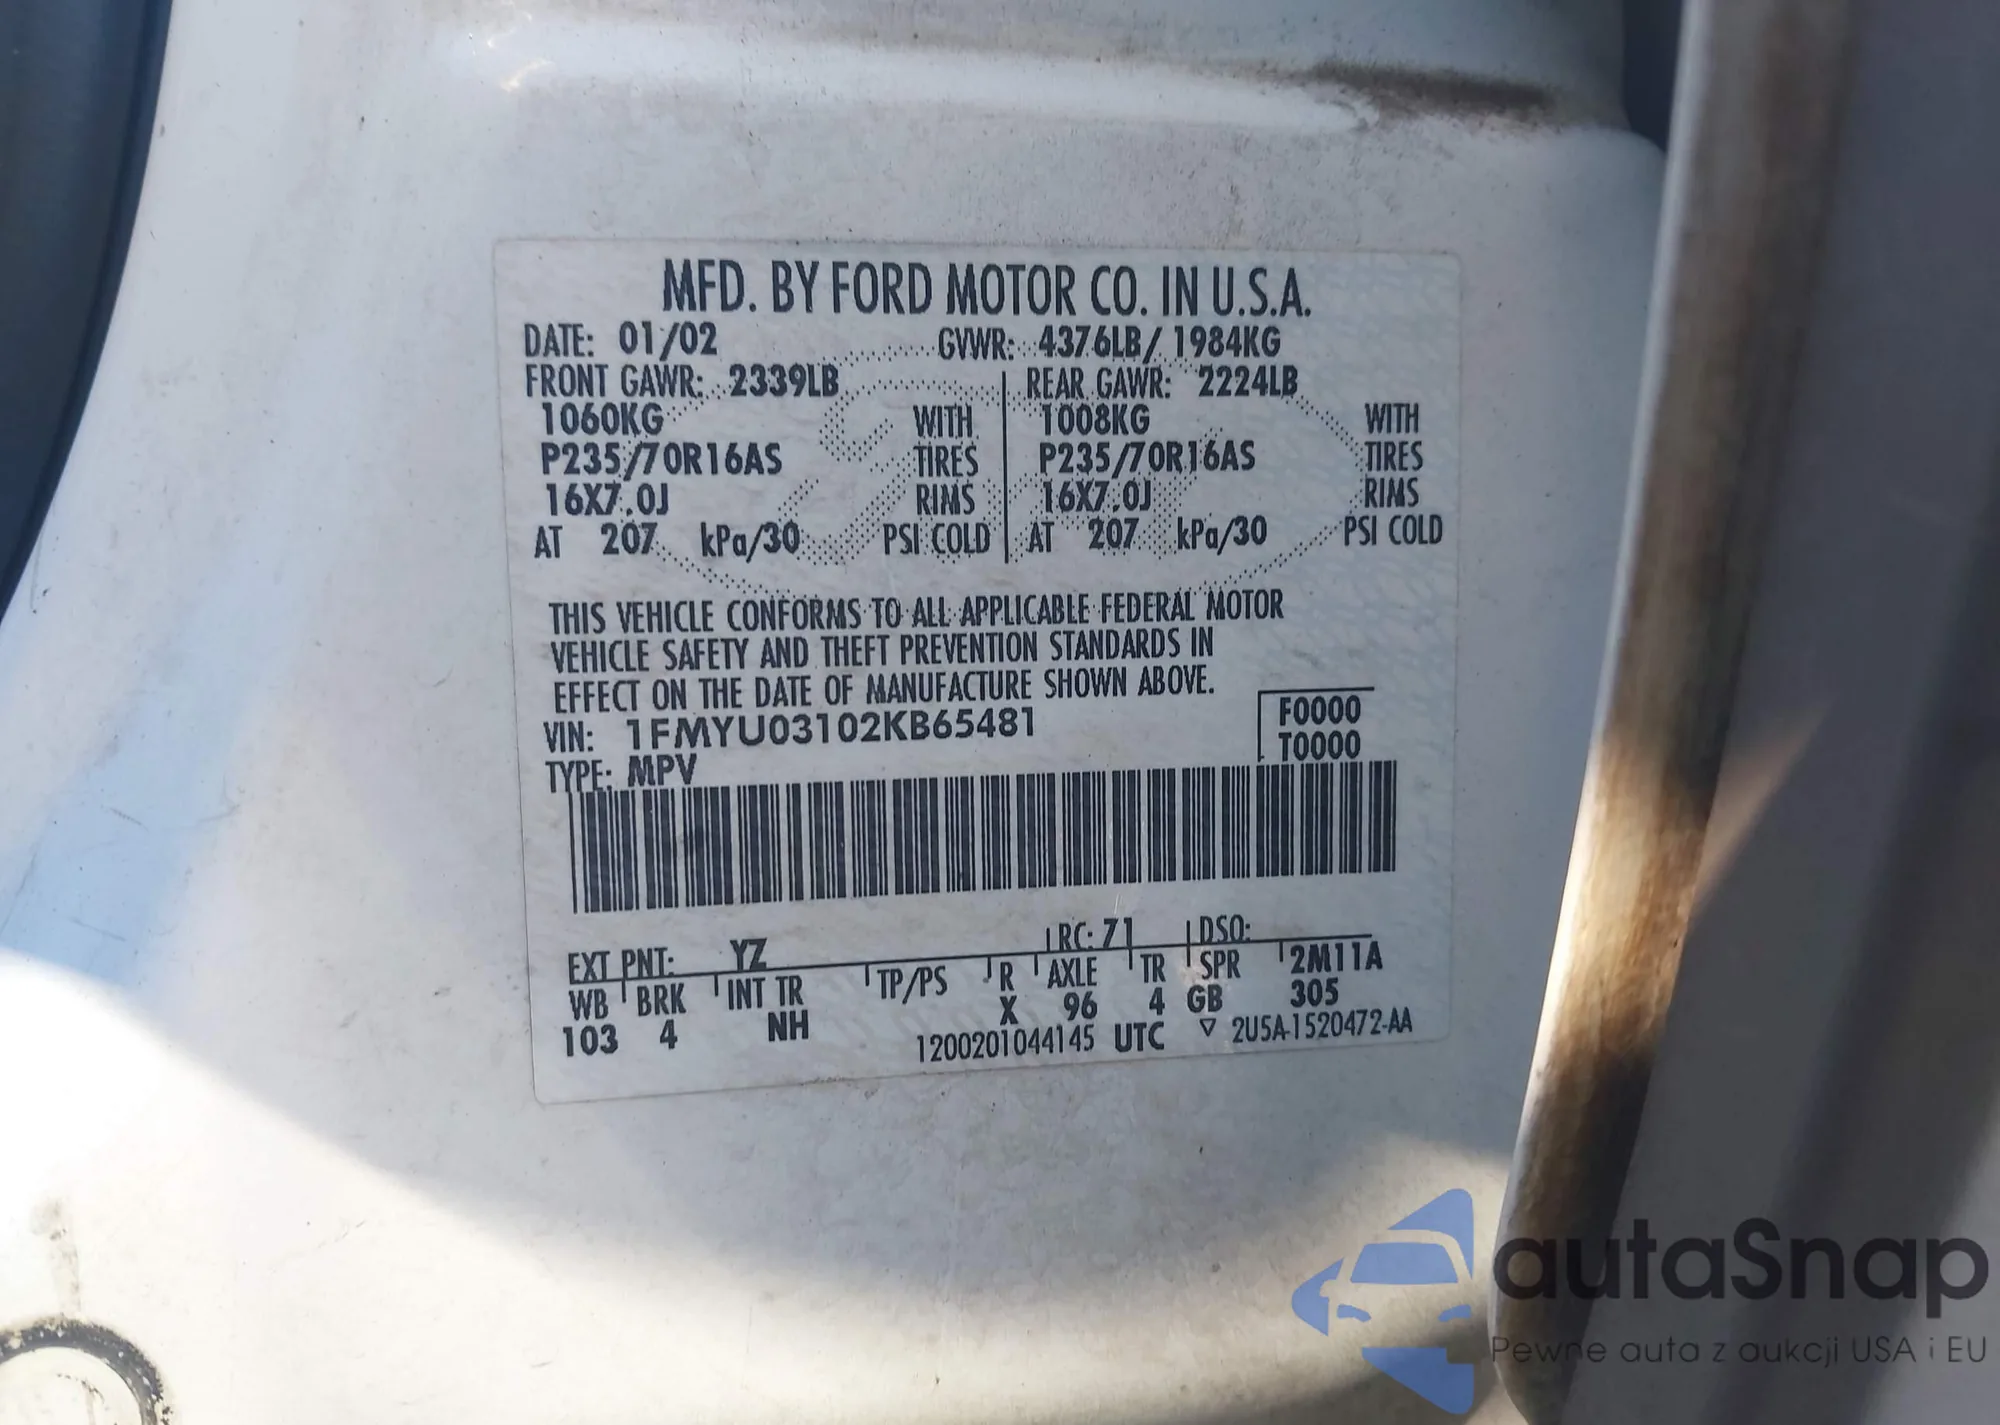 MFD. BY FORD MOTOR CO. IN U.S.A.
DATE: 01/02 GVWR: 4376LB/ 1984KG
FRONT GAWR: 2339LB REAR GAWR: 2224LB
1060KG WITH 1008KG WITH
P235/70R16AS TIRES P235/70R16AS TIRES
16X7.0J RIMS 16X7.0J RIMS
AT 207 kPa/30 PSI COLD AT 207 kPa/30 PSI COLD
THIS VEHICLE CONFORMS TO ALL APPLICABLE FEDERAL MOTOR
VEHICLE SAFETY AND THEFT PREVENTION STANDARDS IN
EFFECT ON THE DATE OF MANUFACTURE SHOWN ABOVE.
VIN: 1FMYU03102KB65481 F0000
TYPE: MPV T0000
EXT PNT: YZ RC: 71 DSO:
WB BRK INT TR TP/PS R AXLE TR SPR 2M11A
103 4 NH X 96 4 GB 305
1200201044145 UTC ▽ 2U5A-1520472-AA
autaSnap
Pewne auta z aukcji USA i EU